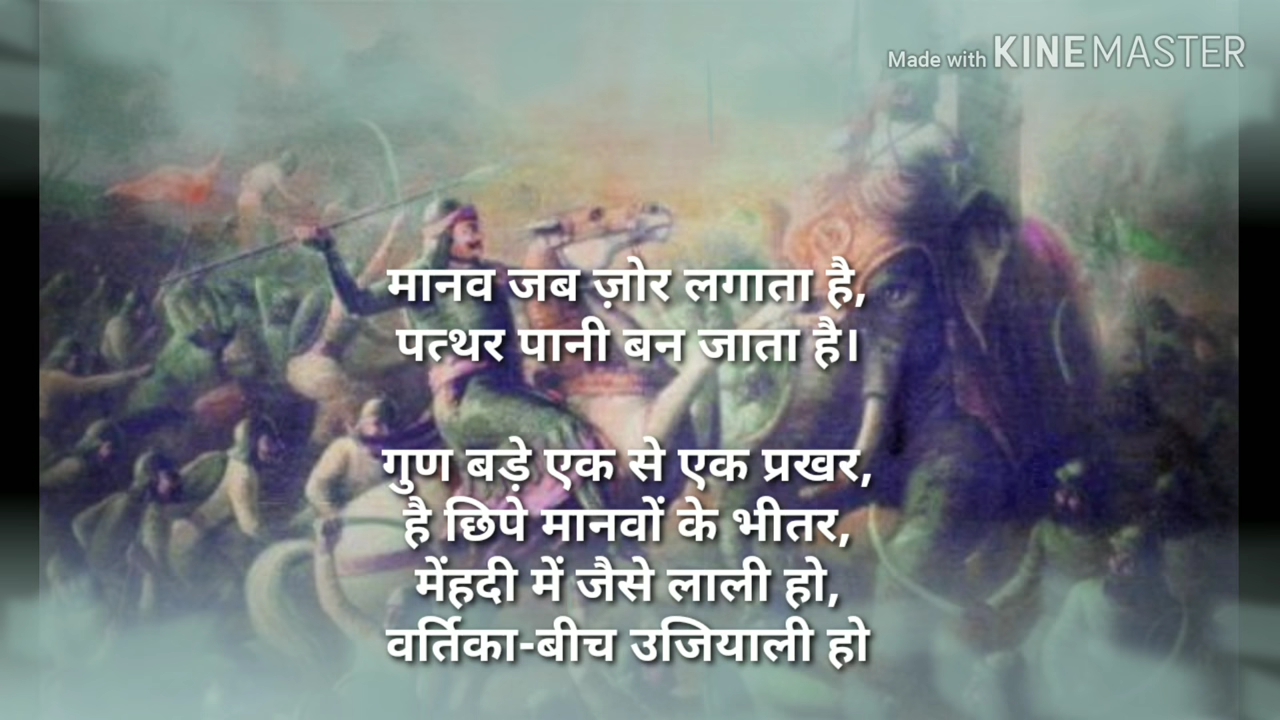 Made with KINEMASTER
मानव जब ज़ोर लगाता है,
पत्थर पानी बन जाता है।
गुण बड़े एक से एक प्रखर,
है छिपे मानवों के भीतर,
मेंहदी में जैसे लाली हो,
वर्तिका-बीच उजियाली हो